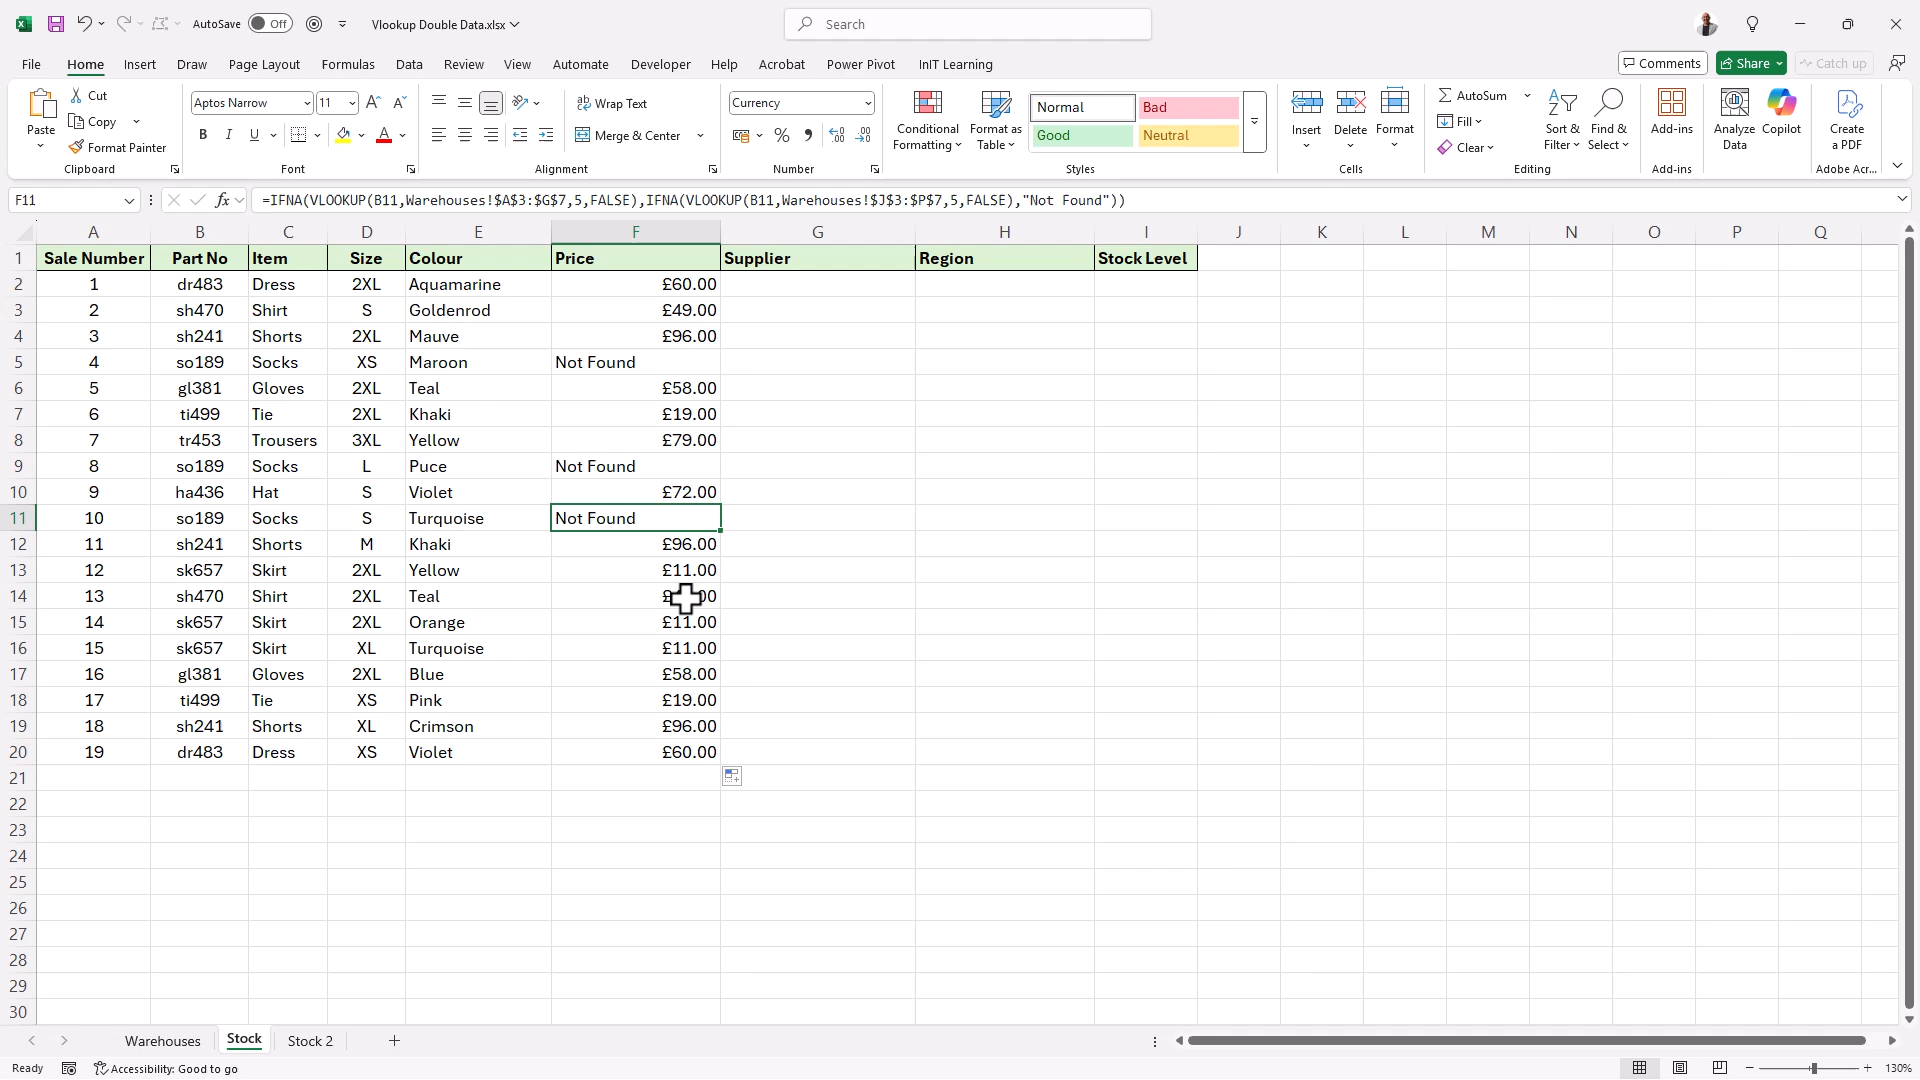 AutoSave Off Vlookup Double Data.xlsx Search
File Home Insert Draw Page Layout Formulas Data Review View Automate Developer Help Acrobat Power Pivot InIT Learning Comments Share Catch up
Paste Cut Copy Format Painter Clipboard
Aptos Narrow 11 B I U Font
ab Wrap Text Merge & Center Alignment
Currency % Number
Conditional Formatting Format as Table Normal Bad Good Neutral Styles
Insert Delete Format Cells
AutoSum Fill Clear Sort & Filter Find & Select Editing
Add-ins Add-ins
Analyze Data Copilot
Create a PDF Adobe Acr...
F11 fx =IFNA(VLOOKUP(B11,Warehouses!$A$3:$G$7,5,FALSE),IFNA(VLOOKUP(B11,Warehouses!$J$3:$P$7,5,FALSE),"Not Found"))
A B C D E F G H I J K L M N O P Q
1 Sale Number Part No Item Size Colour Price Supplier Region Stock Level
2 1 dr483 Dress 2XL Aquamarine £60.00
3 2 sh470 Shirt S Goldenrod £49.00
4 3 sh241 Shorts 2XL Mauve £96.00
5 4 so189 Socks XS Maroon Not Found
6 5 gl381 Gloves 2XL Teal £58.00
7 6 ti499 Tie 2XL Khaki £19.00
8 7 tr453 Trousers 3XL Yellow £79.00
9 8 so189 Socks L Puce Not Found
10 9 ha436 Hat S Violet £72.00
11 10 so189 Socks S Turquoise Not Found
12 11 sh241 Shorts M Khaki £96.00
13 12 sk657 Skirt 2XL Yellow £11.00
14 13 sh470 Shirt 2XL Teal
15 14 sk657 Skirt 2XL Orange £11.00
16 15 sk657 Skirt XL Turquoise £11.00
17 16 gl381 Gloves 2XL Blue £58.00
18 17 ti499 Tie XS Pink £19.00
19 18 sh241 Shorts XL Crimson £96.00
20 19 dr483 Dress XS Violet £60.00
21
22
23
24
25
26
27
28
29
30
Warehouses Stock Stock 2
Ready Accessibility: Good to go 130%